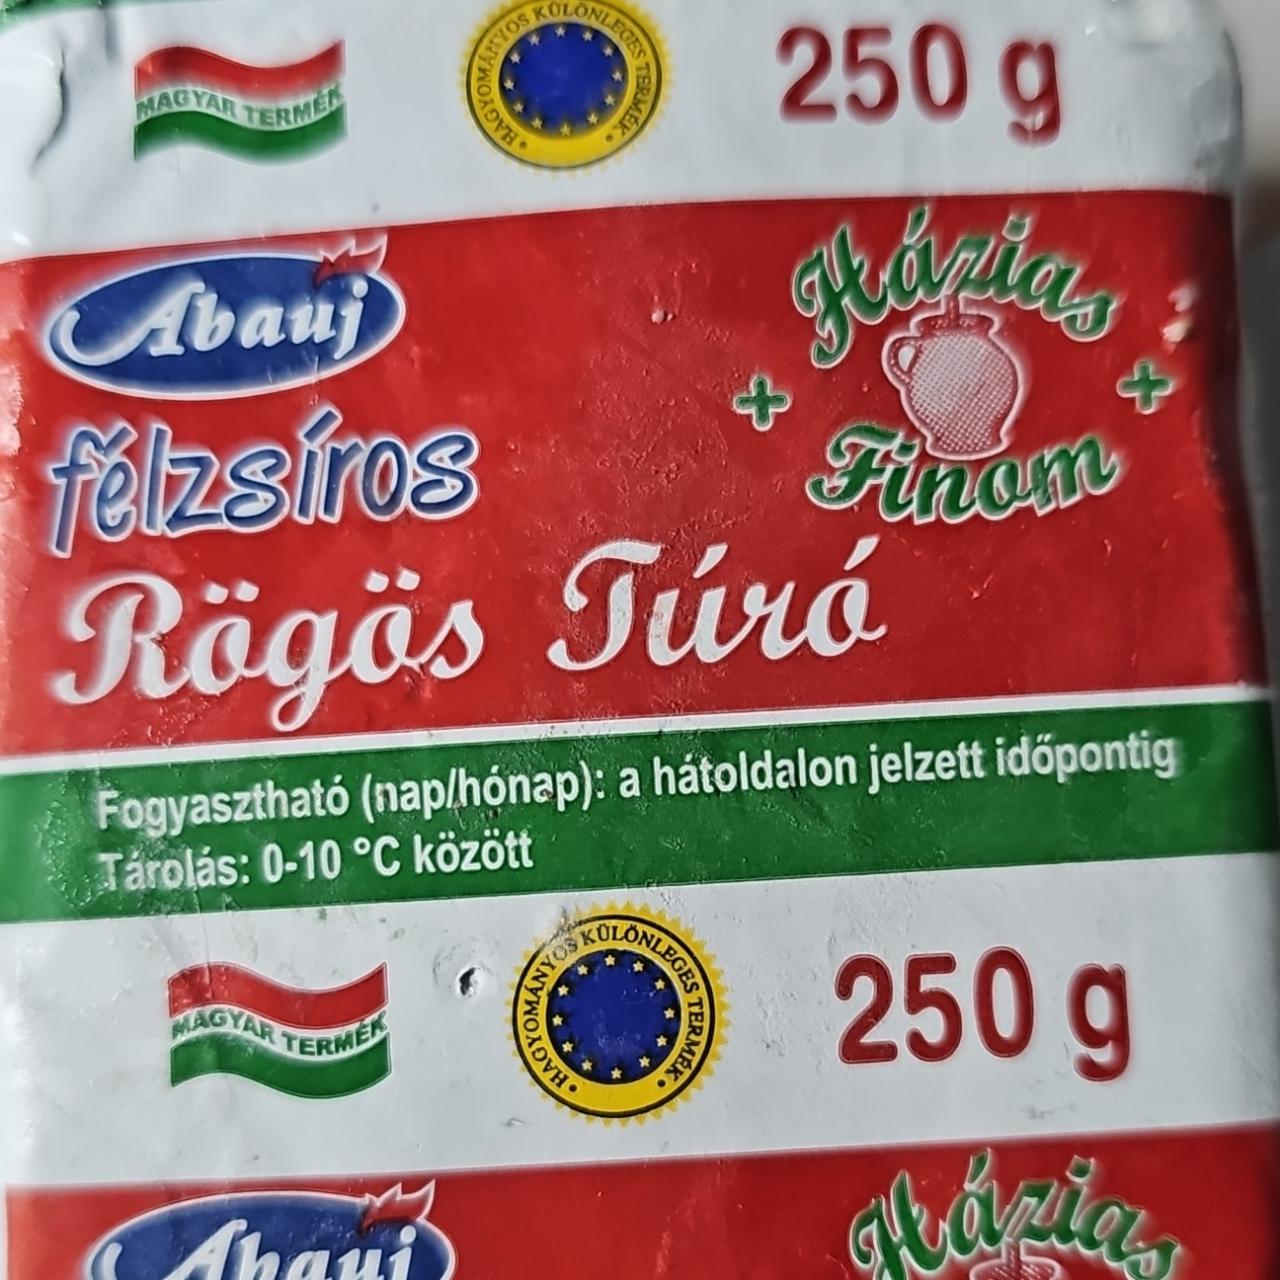 MAGYAR TERMÉK
HAGYOMÁNYOS KÜLÖNLEGES TERMÉK
250 g
Abauj
Házias
félzsíros
Finom
Rögös Túró
Fogyasztható (nap/hónap): a hátoldalon jelzett időpontig
Tárolás: 0-10 °C között
MAGYAR TERMÉK
HAGYOMÁNYOS KÜLÖNLEGES TERMÉK
250 g
Abauj
Házias